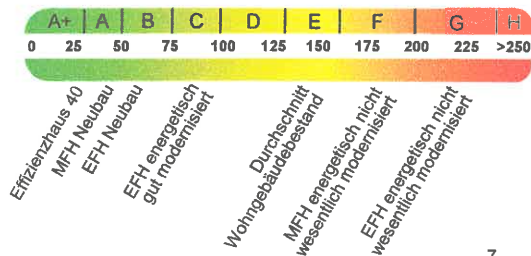 A+ A B C D E F G H
0 25 50 75 100 125 150 175 200 225 >250
Effizienzhaus 40
MFH Neubau
EFH Neubau
EFH energetisch
gut modernisiert
Durchschnitt
Wohngebäudebestand
MFH energetisch nicht
wesentlich modernisiert
EFH energetisch nicht
wesentlich modernisiert